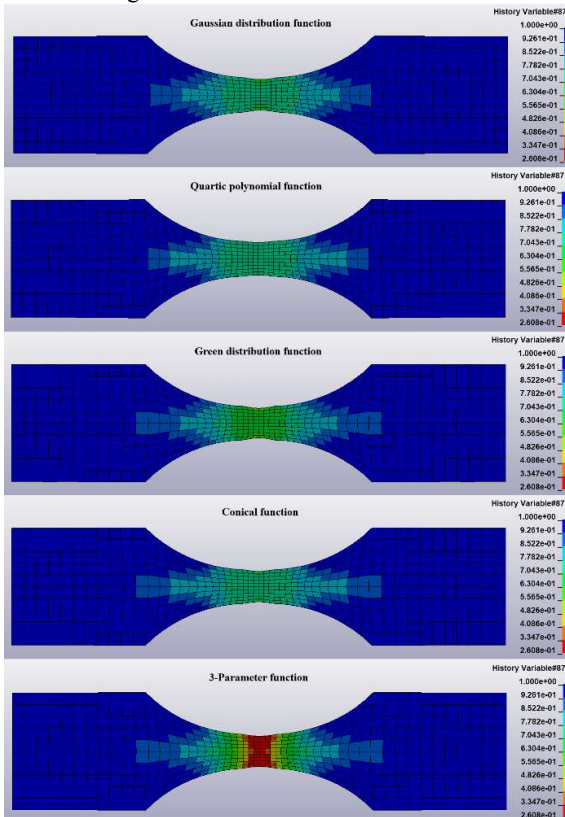 History Variable#87
Gaussian distribution function
1.000e+00
9.261e-01
8.522e-01
7.782e-01
7.043e-01
6.304e-01
5.565e-01
4.826e-01
4.086e-01
3.347e-01
2.608e-01
History Variable#87
Quartic polynomial function
1.000e+00
9.261e-01
8.522e-01
7.782e-01
7.043e-01
6.304e-01
5.565e-01
4.826e-01
4.086e-01
3.347e-01
2.608e-01
History Variable#87
Green distribution function
1.000e+00
9.261e-01
8.522e-01
7.782e-01
7.043e-01
6.304e-01
5.565e-01
4.826e-01
4.086e-01
3.347e-01
2.608e-01
History Variable#87
Conical function
1.000e+00
9.261e-01
8.522e-01
7.782e-01
7.043e-01
6.304e-01
5.565e-01
4.826e-01
4.086e-01
3.347e-01
2.608e-01
History Variable#87
3-Parameter function
1.000e+00
9.261e-01
8.522e-01
7.782e-01
7.043e-01
6.304e-01
5.565e-01
4.826e-01
4.086e-01
3.347e-01
2.608e-01